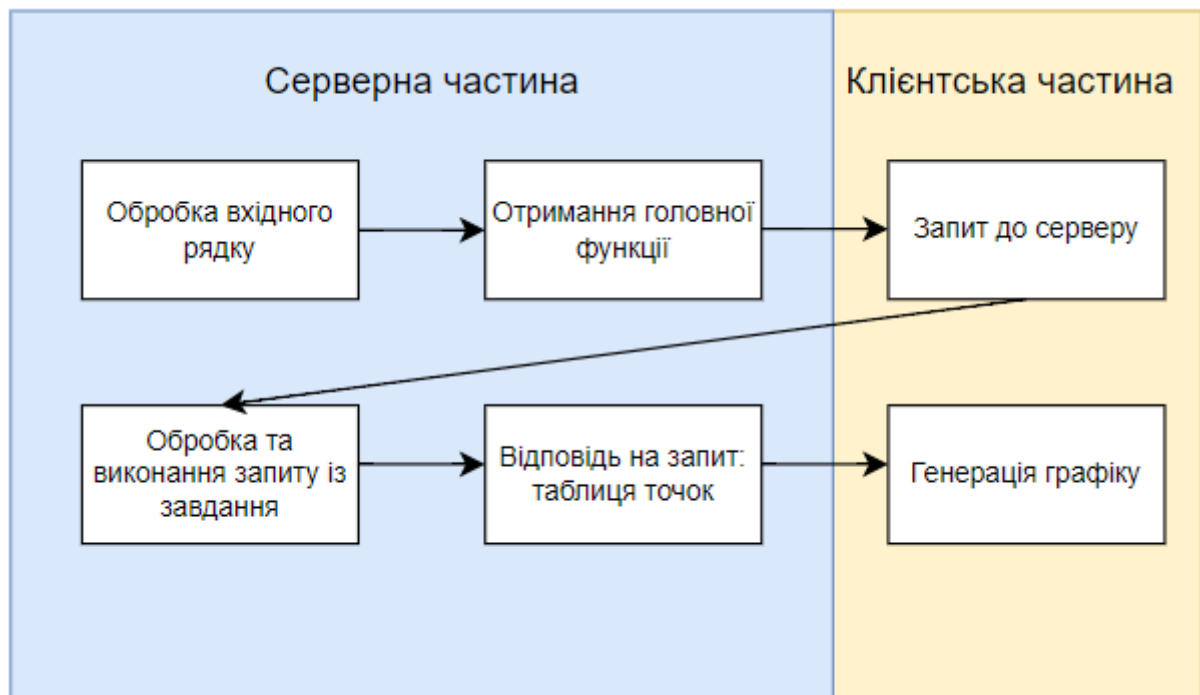 Серверна частина
Клієнтська частина
Обробка вхідного
рядку
Отримання головної
функції
Запит до серверу
Обробка та
виконання запиту із
завдання
Відповідь на запит:
таблиця точок
Генерація графіку